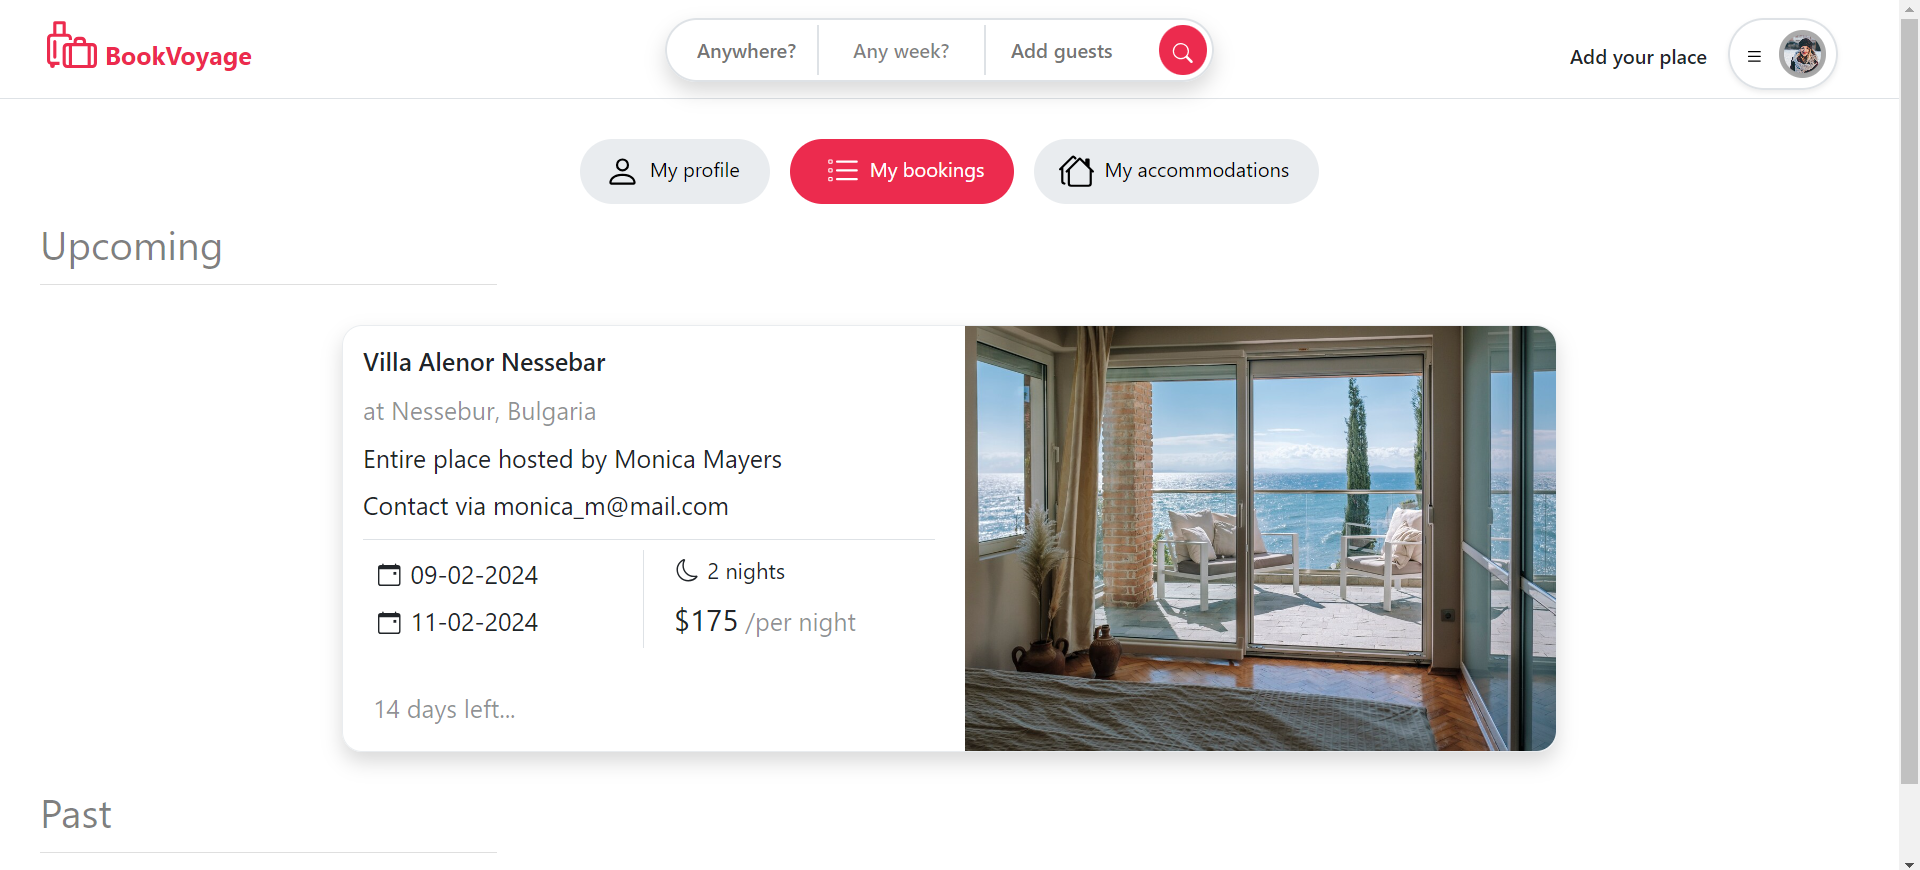 BookVoyage
Anywhere?
Any week?
Add guests
Add your place
My profile
My bookings
My accommodations
Upcoming
Villa Alenor Nessebar
at Nessebur, Bulgaria
Entire place hosted by Monica Mayers
Contact via monica_m@mail.com
09-02-2024
11-02-2024
2 nights
$175 /per night
14 days left...
Past